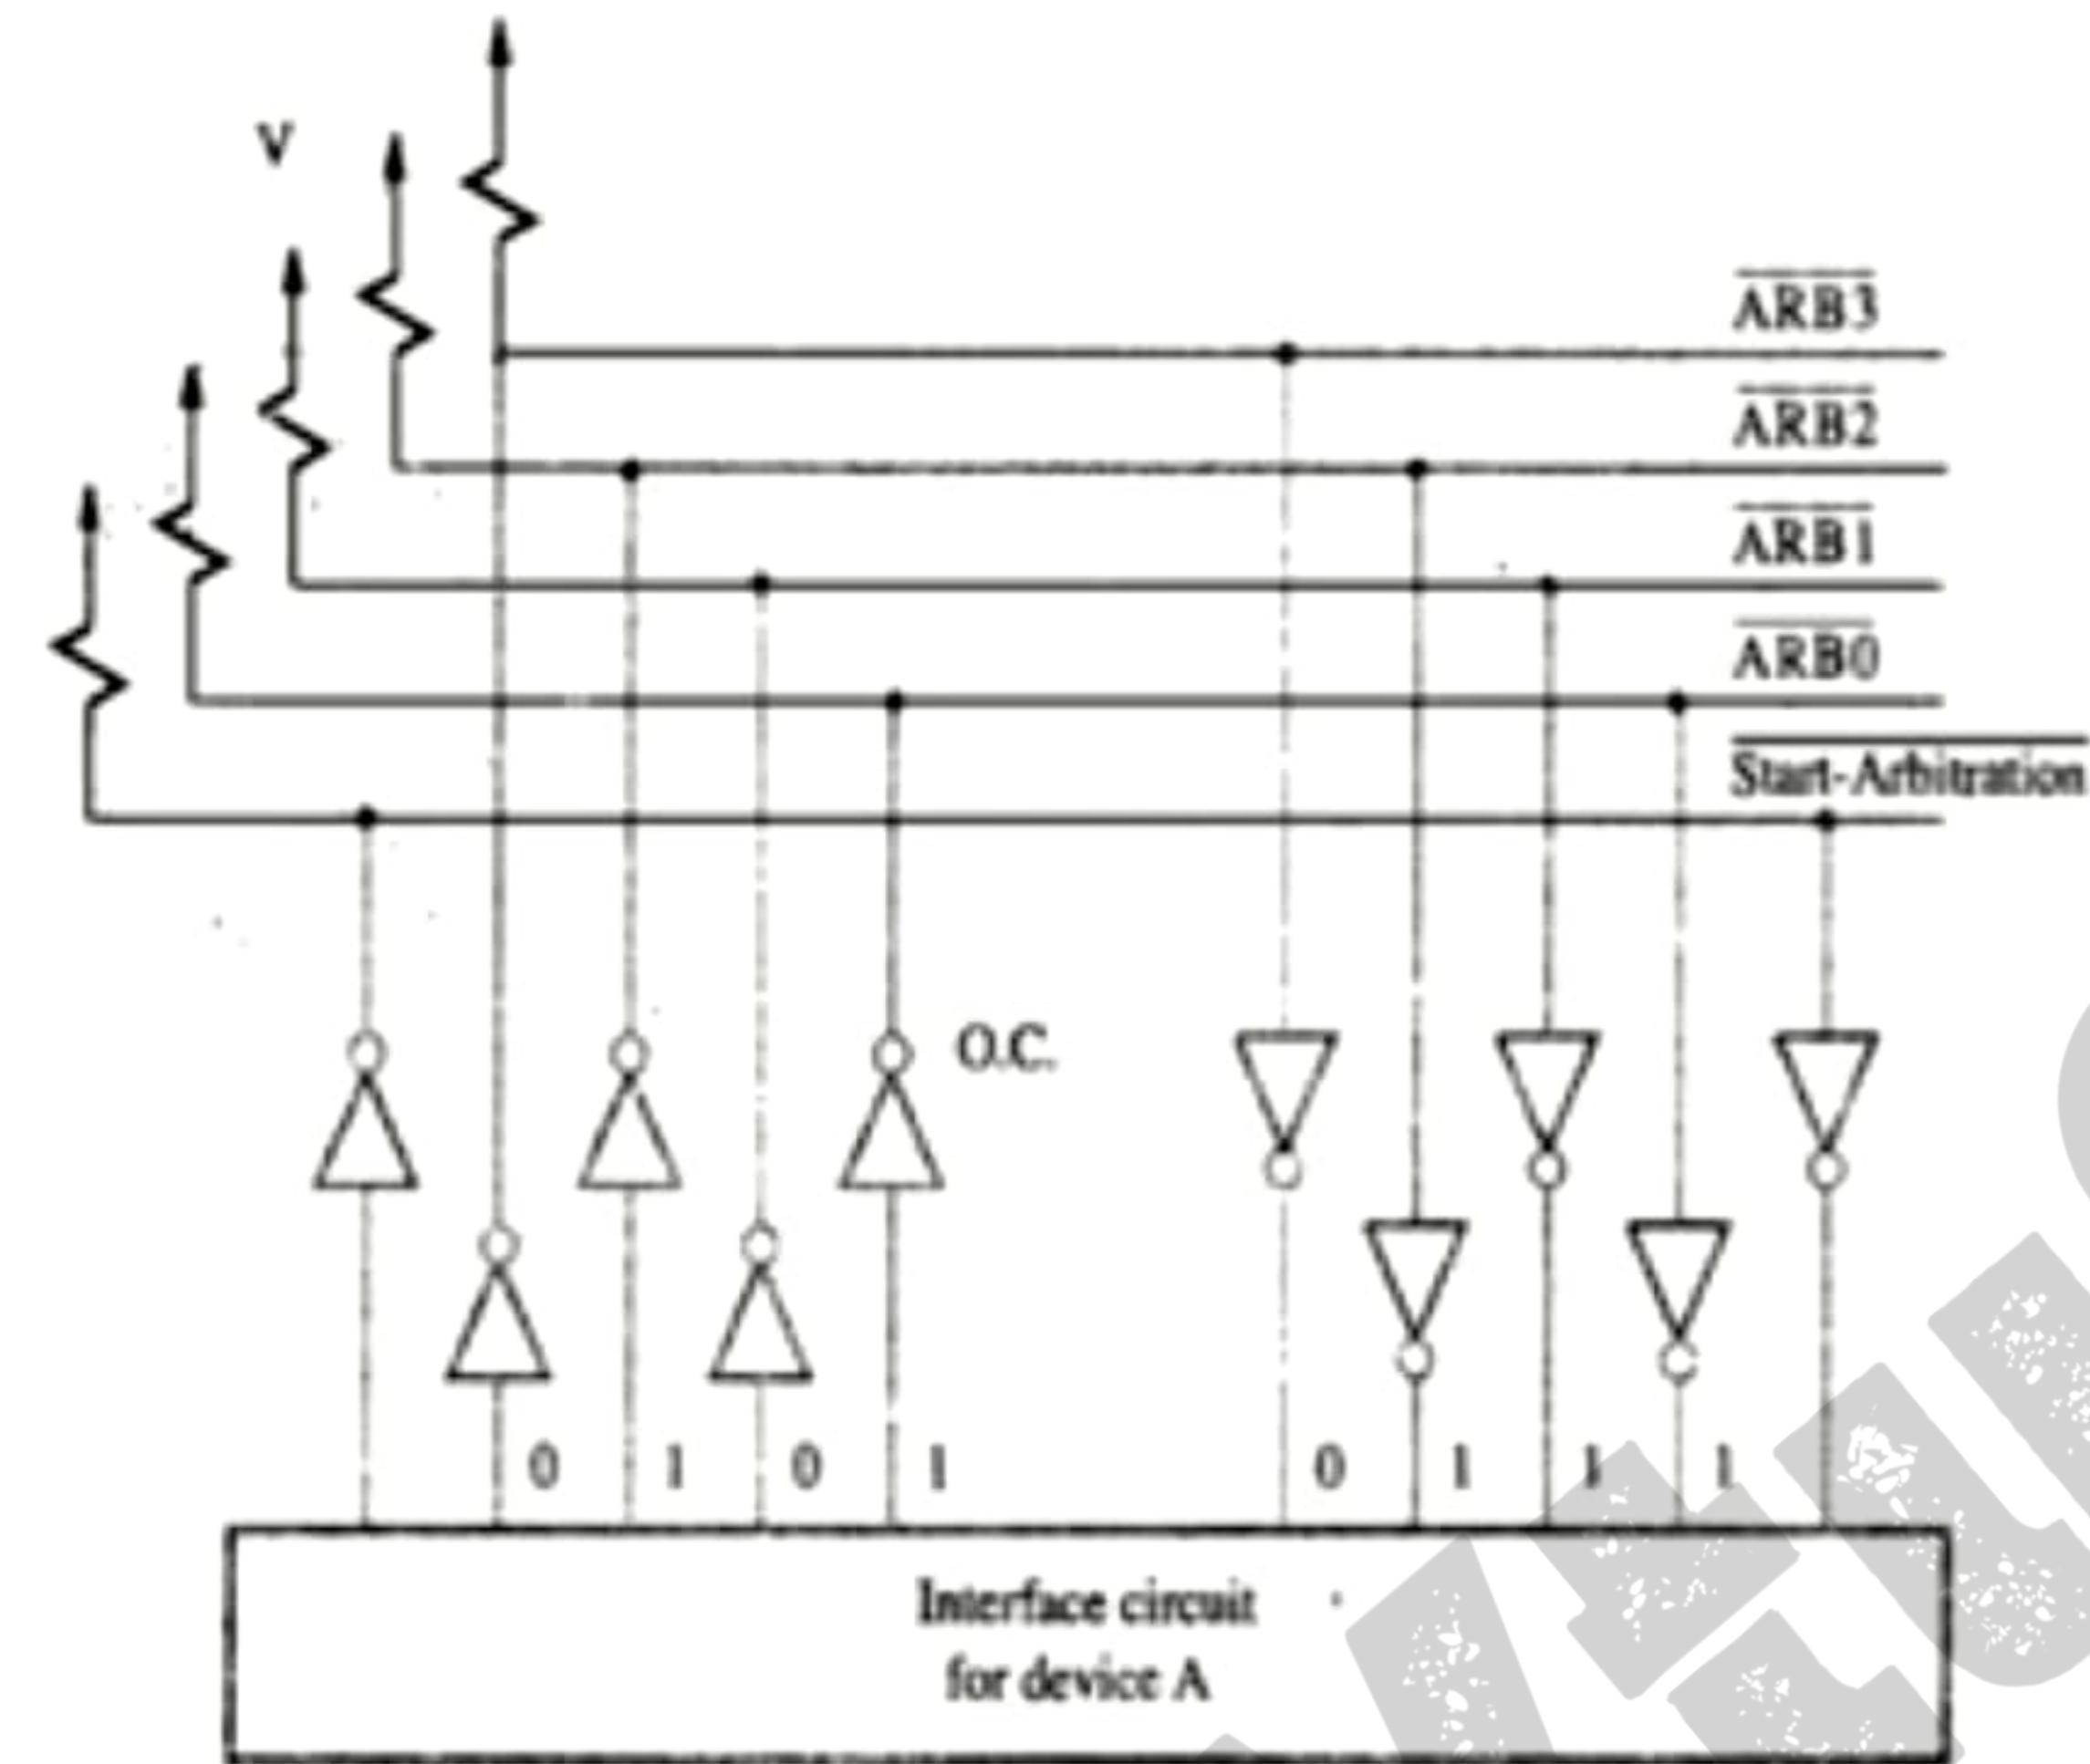 V
ARB3
ARB2
ARB1
ARB0
Start-Arbitration
O.C.
0 1 0 1 0 1 1 1
Interface circuit
for device A